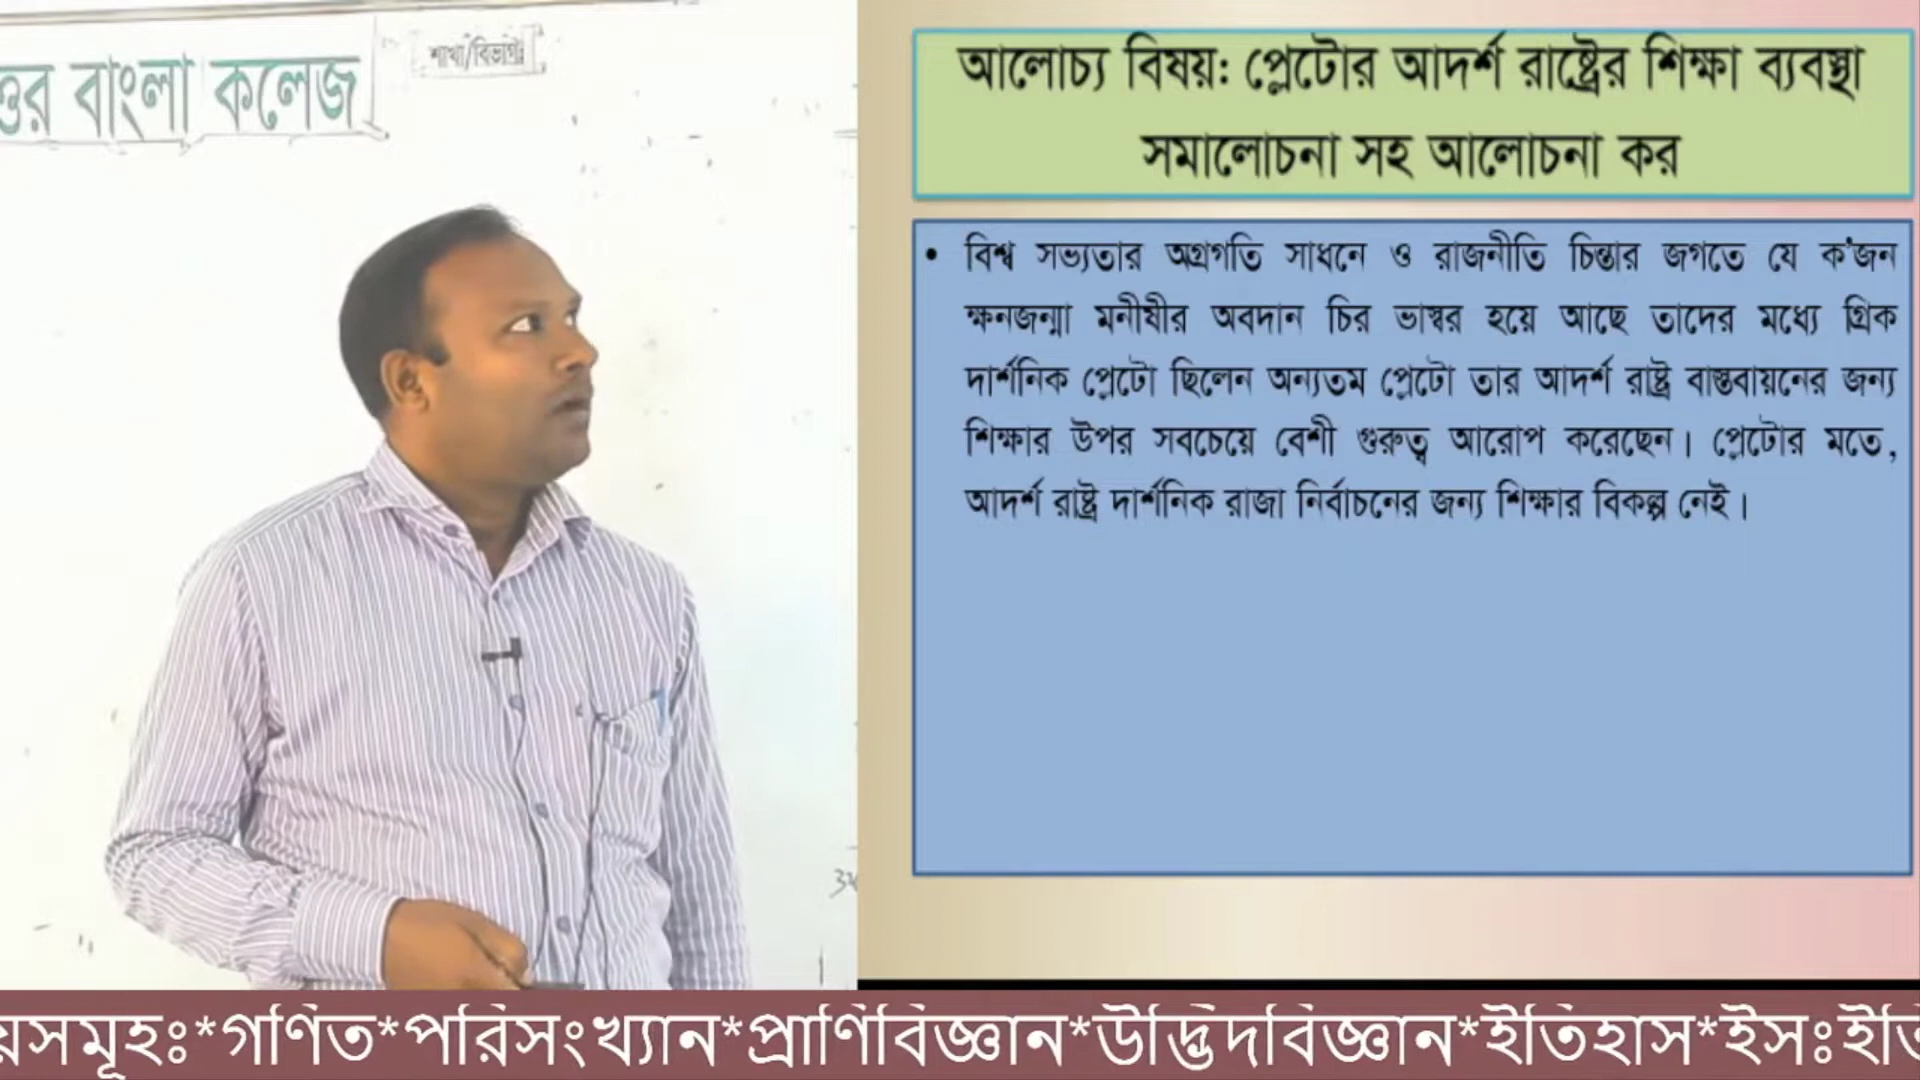 বাংলা কলেজ
শাখা/বিভাগঃ
আলোচ্য বিষয়: প্লেটোর আদর্শ রাষ্ট্রের শিক্ষা ব্যবস্থা
সমালোচনা সহ আলোচনা কর
• বিশ্ব সভ্যতার অগ্রগতি সাধনে ও রাজনীতি চিন্তার জগতে যে ক'জন
ক্ষনজন্মা মনীষীর অবদান চির ভাস্বর হয়ে আছে তাদের মধ্যে গ্রিক
দার্শনিক প্লেটো ছিলেন অন্যতম প্লেটো তার আদর্শ রাষ্ট্র বাস্তবায়নের জন্য
শিক্ষার উপর সবচেয়ে বেশী গুরুত্ব আরোপ করেছেন। প্লেটোর মতে,
আদর্শ রাষ্ট্র দার্শনিক রাজা নির্বাচনের জন্য শিক্ষার বিকল্প নেই।
য়সমূহঃ*গণিত*পরিসংখ্যান*প্রাণিবিজ্ঞান*উদ্ভিদবিজ্ঞান*ইতিহাস*ইসঃইতি